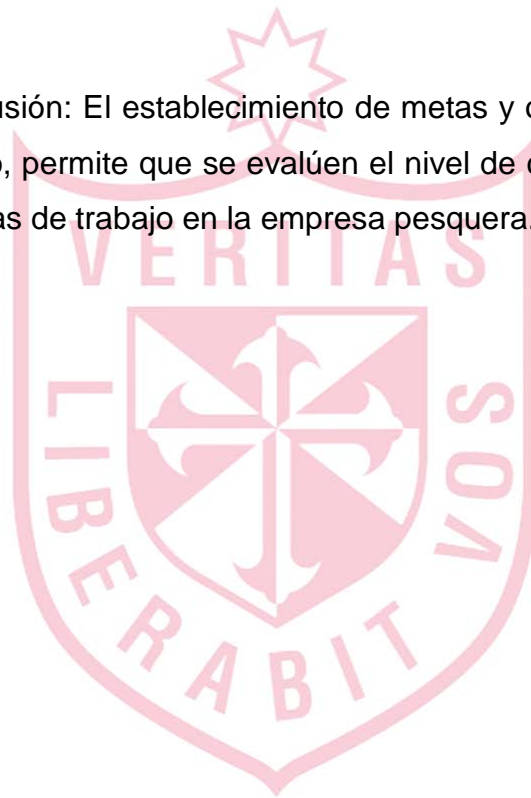 usión: El establecimiento de metas y
o, permite que se evalúen el nivel de
as de trabajo en la empresa pesquera.
VERITAS
LIBERABIT VOS